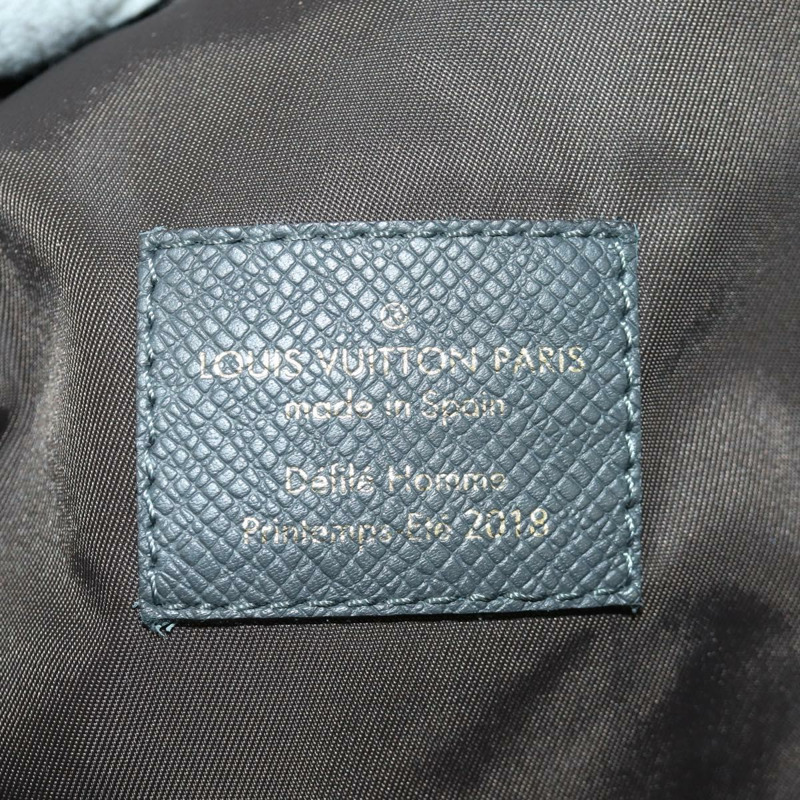 ®
LOUIS VUITTON PARIS
made in Spain
Défilé Homme
Printemps-Eté 2018